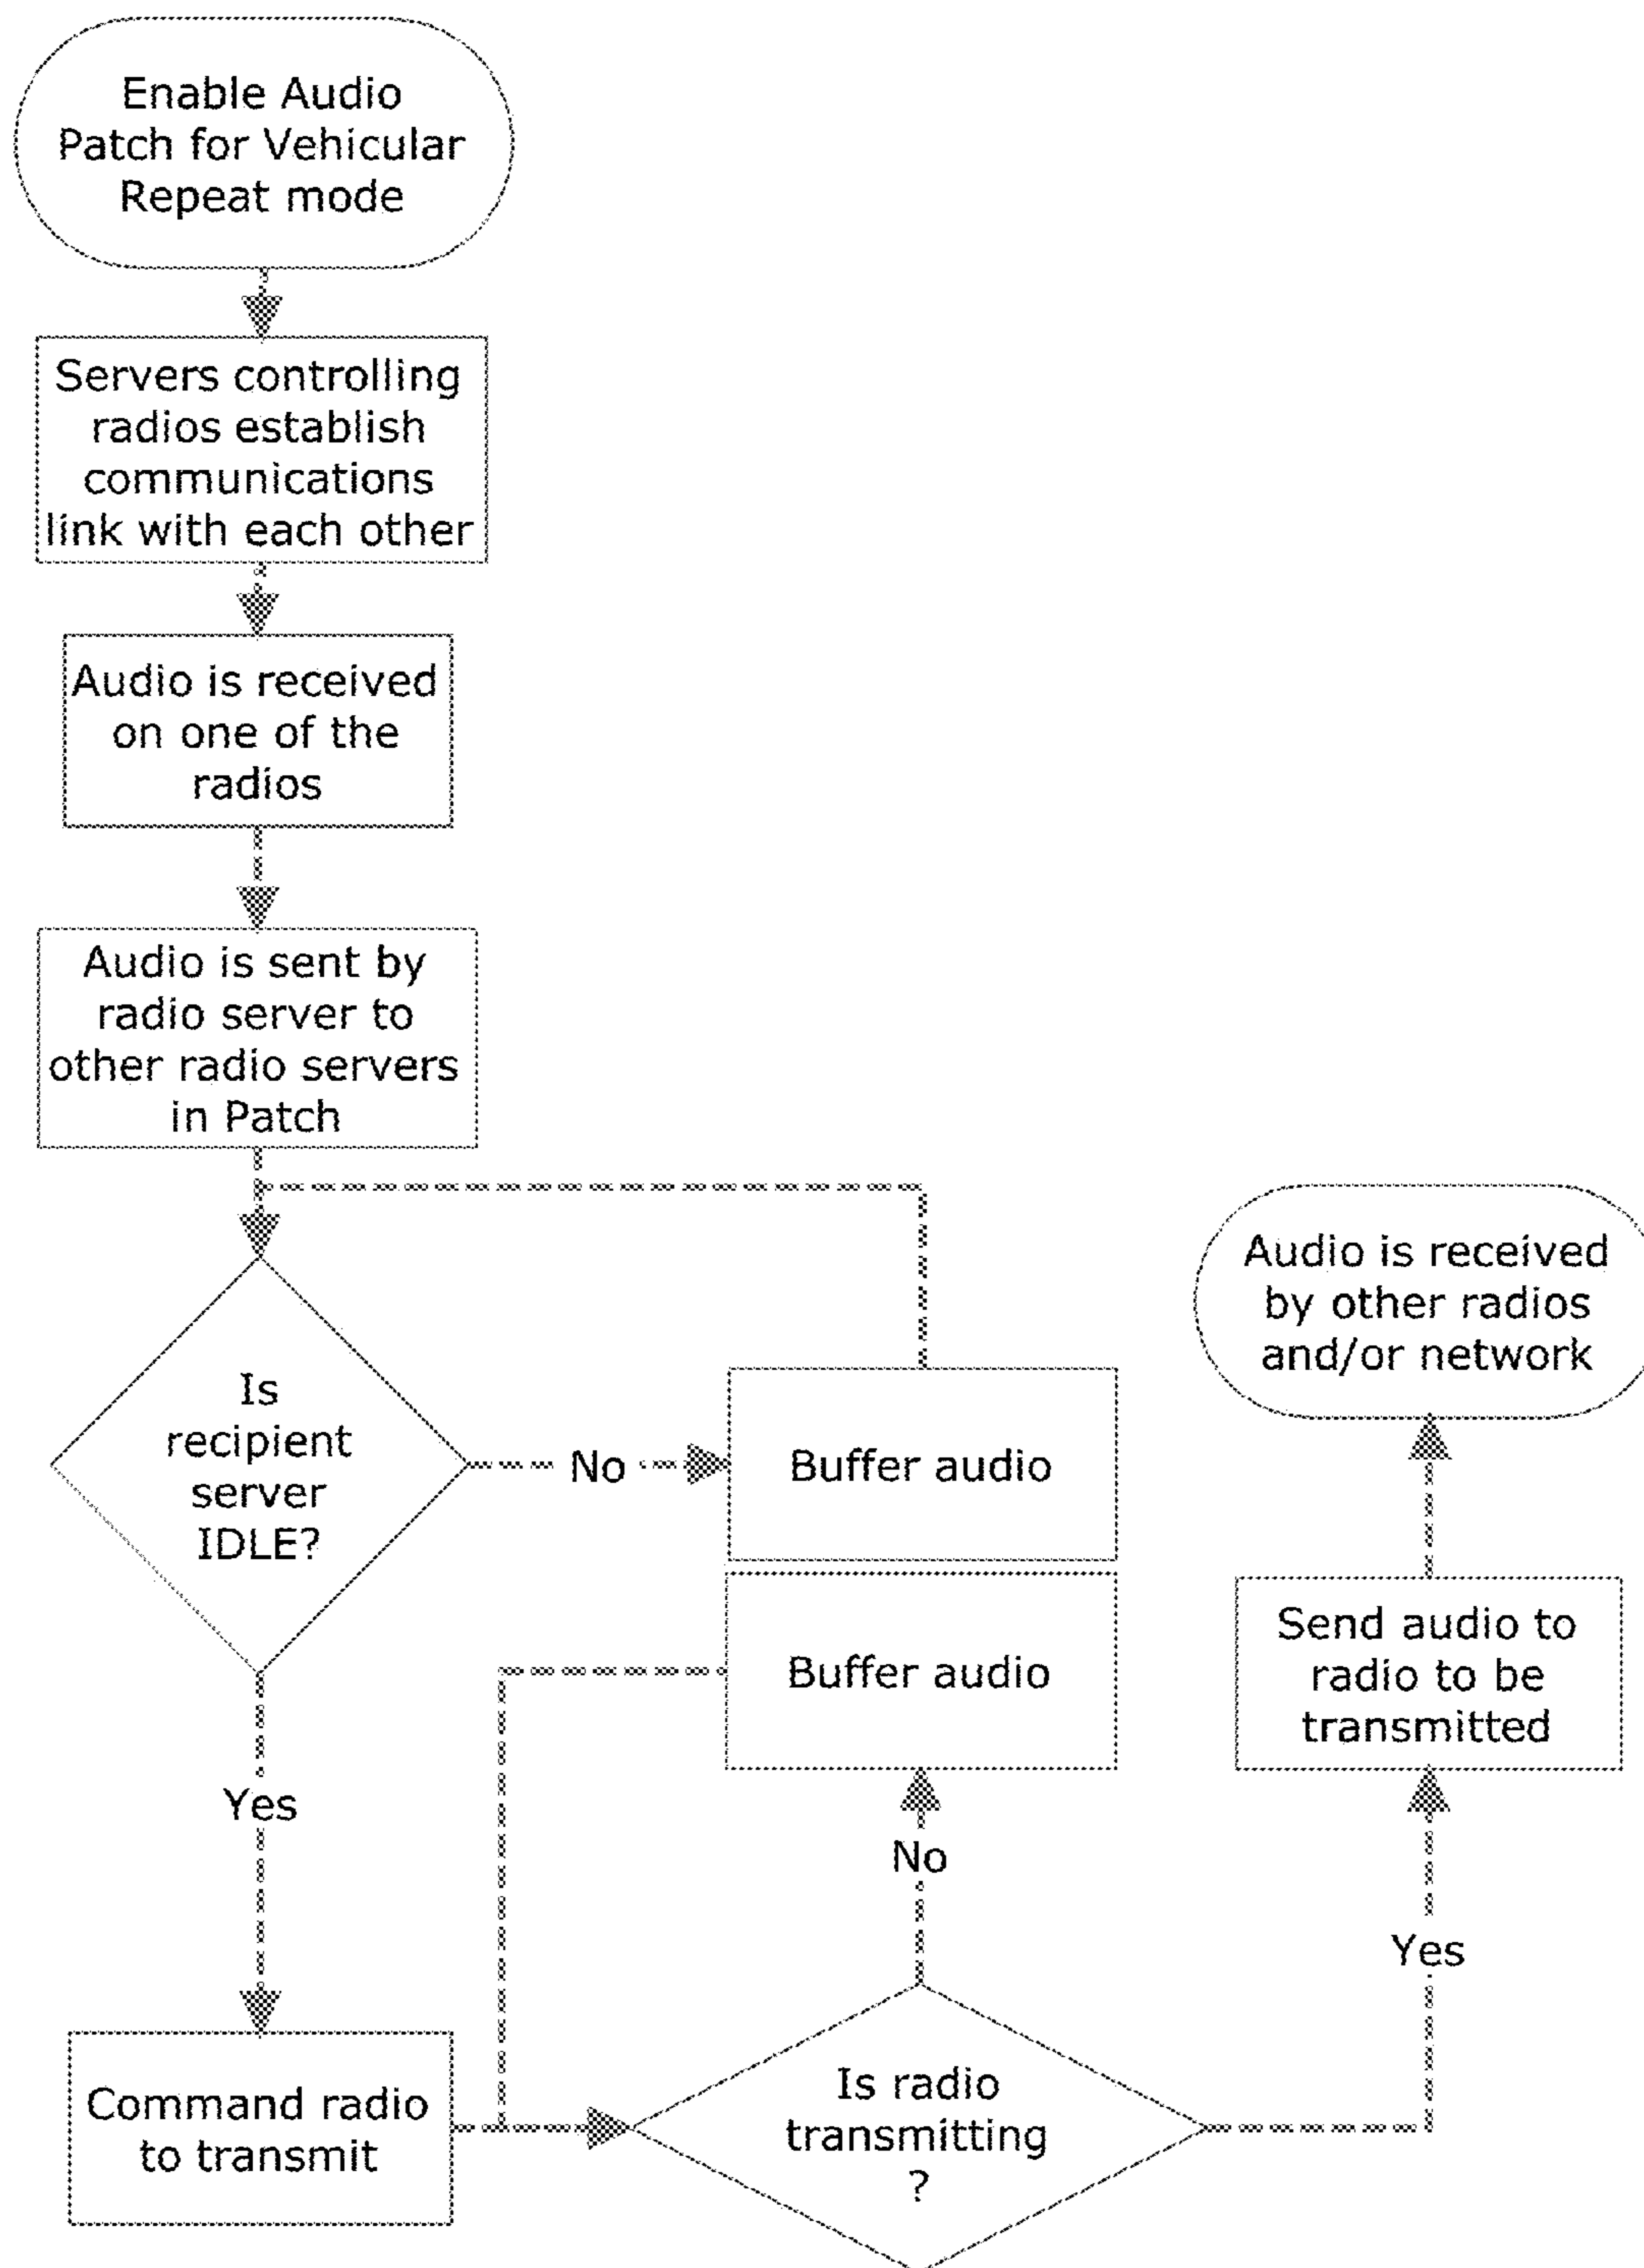 Enable Audio
Patch for Vehicular
Repeat mode
Servers controlling
radios establish
communications
link with each other
Audio is received
on one of the
radios
Audio is sent by
radio server to
other radio servers
in Patch
Is
recipient
server
IDLE?
No
Buffer audio
Yes
Command radio
to transmit
Is radio
transmitting
?
No
Buffer audio
Yes
Send audio to
radio to be
transmitted
Audio is received
by other radios
and/or network